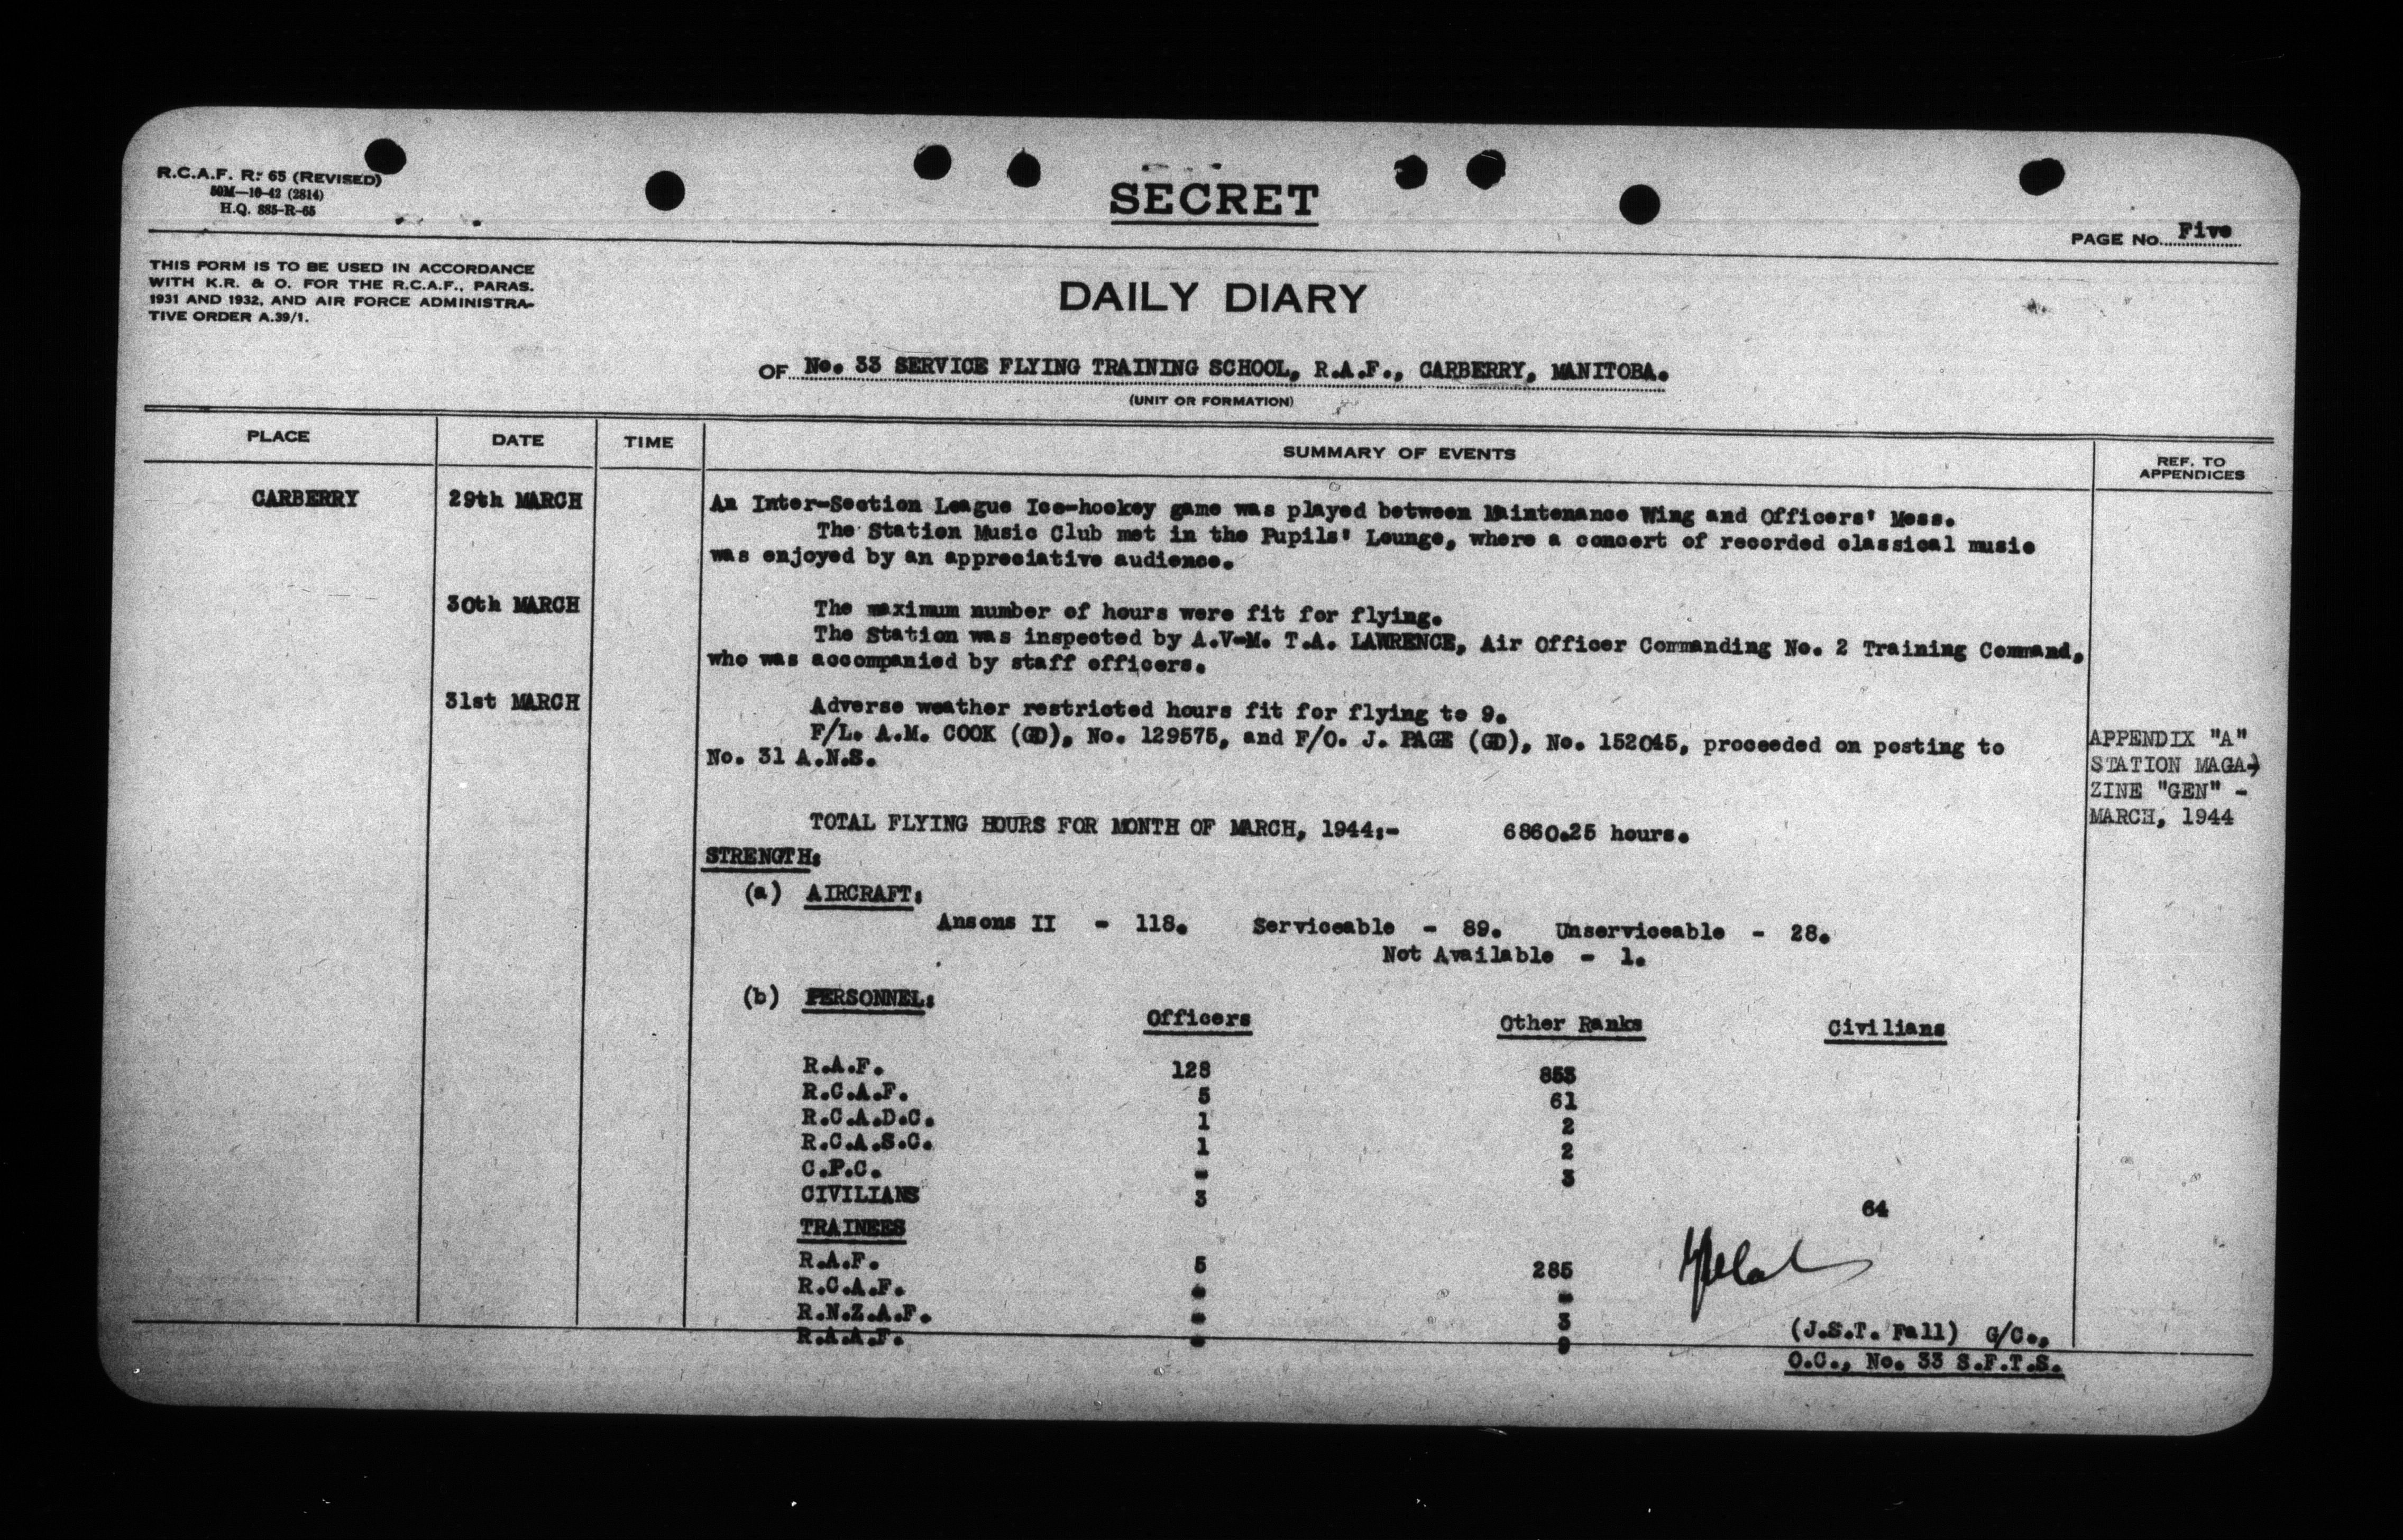 R.C.A.F. R. 65 (REVISED)
50M—10-42 (2814)
H.Q. 885-R-65
SECRET
PAGE No. Five
THIS FORM IS TO BE USED IN ACCORDANCE
WITH K.R. & O. FOR THE R.C.A.F., PARAS.
1931 AND 1932, AND AIR FORCE ADMINISTRA-
TIVE ORDER A.39/1.
DAILY DIARY
OF No. 33 SERVICE FLYING TRAINING SCHOOL, R.A.F., CARBERRY, MANITOBA.
(UNIT OR FORMATION)
PLACE DATE TIME SUMMARY OF EVENTS REF. TO APPENDICES
CARBERRY 29th MARCH An Inter-Section League Ice-hockey game was played between Maintenance Wing and Officers' Mess.
The Station Music Club met in the Pupils' Lounge, where a concert of recorded classical music
was enjoyed by an appreciative audience.
30th MARCH The maximum number of hours were fit for flying.
The Station was inspected by A.V-M. T.A. LAWRENCE, Air Officer Commanding No. 2 Training Command,
who was accompanied by staff officers.
31st MARCH Adverse weather restricted hours fit for flying to 9.
F/L. A.M. COOK (GD), No. 129575, and F/O. J. PAGE (GD), No. 152045, proceeded on posting to
No. 31 A.N.S.
APPENDIX "A"
STATION MAGA-
ZINE "GEN" -
MARCH, 1944
TOTAL FLYING HOURS FOR MONTH OF MARCH, 1944:- 6860.25 hours.
STRENGTH:
(a) AIRCRAFT:
Ansons II - 118. Serviceable - 89. Unserviceable - 28.
Not Available - 1.
(b) PERSONNEL:
Officers Other Ranks Civilians
R.A.F. 128 853
R.C.A.F. 5 61
R.C.A.D.C. 1 2
R.C.A.S.C. 1 2
C.P.C. - 3
CIVILIANS 3 64
TRAINEES
R.A.F. 5 285
R.C.A.F. - -
R.N.Z.A.F. - 3
R.A.A.F. - 9
(J.S.T. Fall) G/C.,
O.C., No. 33 S.F.T.S.